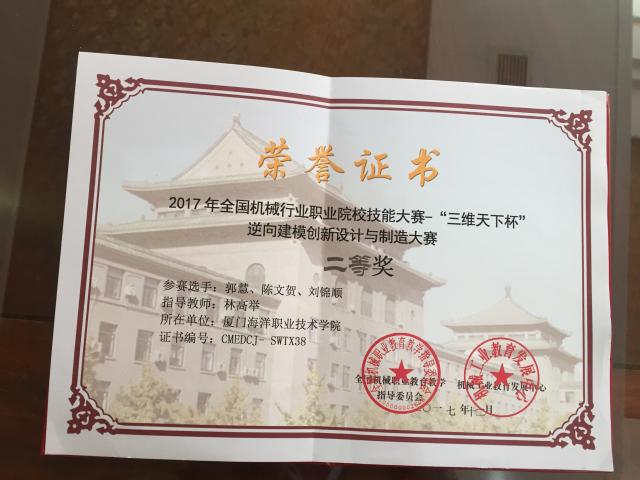 荣誉证书
2017年全国机械行业职业院校技能大赛-“三维天下杯”
逆向建模创新设计与制造大赛
二等奖
参赛选手：郭慧、陈文贺、刘锦顺
指导教师：林高举
所在单位：厦门海洋职业技术学院
证书编号：CMEDCJ- SWTX38
全国机械职业教育教学 机械工业教育发展中心
指导委员会
二〇一七年十二月